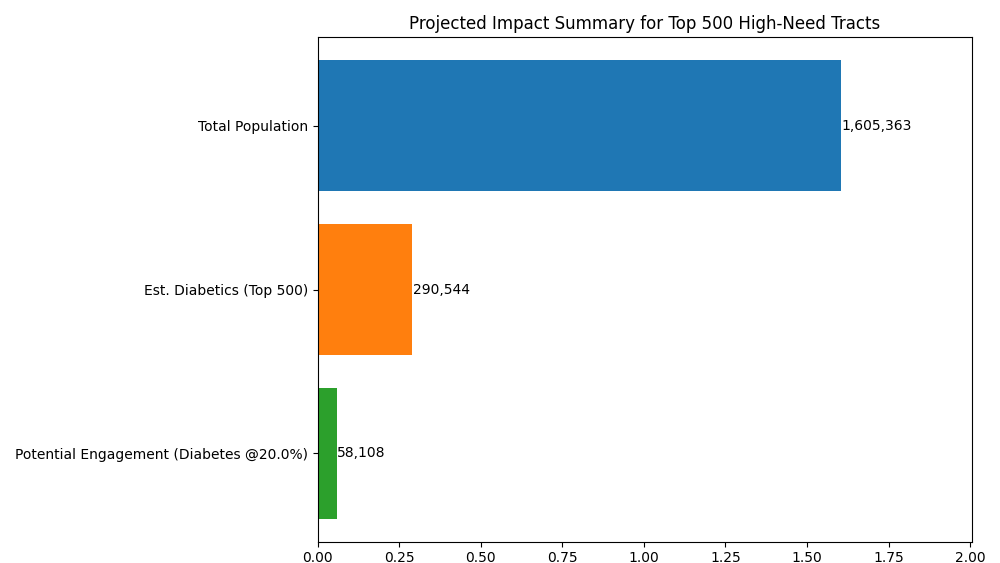 Projected Impact Summary for Top 500 High-Need Tracts
Total Population
1,605,363
Est. Diabetics (Top 500)
290,544
Potential Engagement (Diabetes @20.0%)
58,108
0.00 0.25 0.50 0.75 1.00 1.25 1.50 1.75 2.00